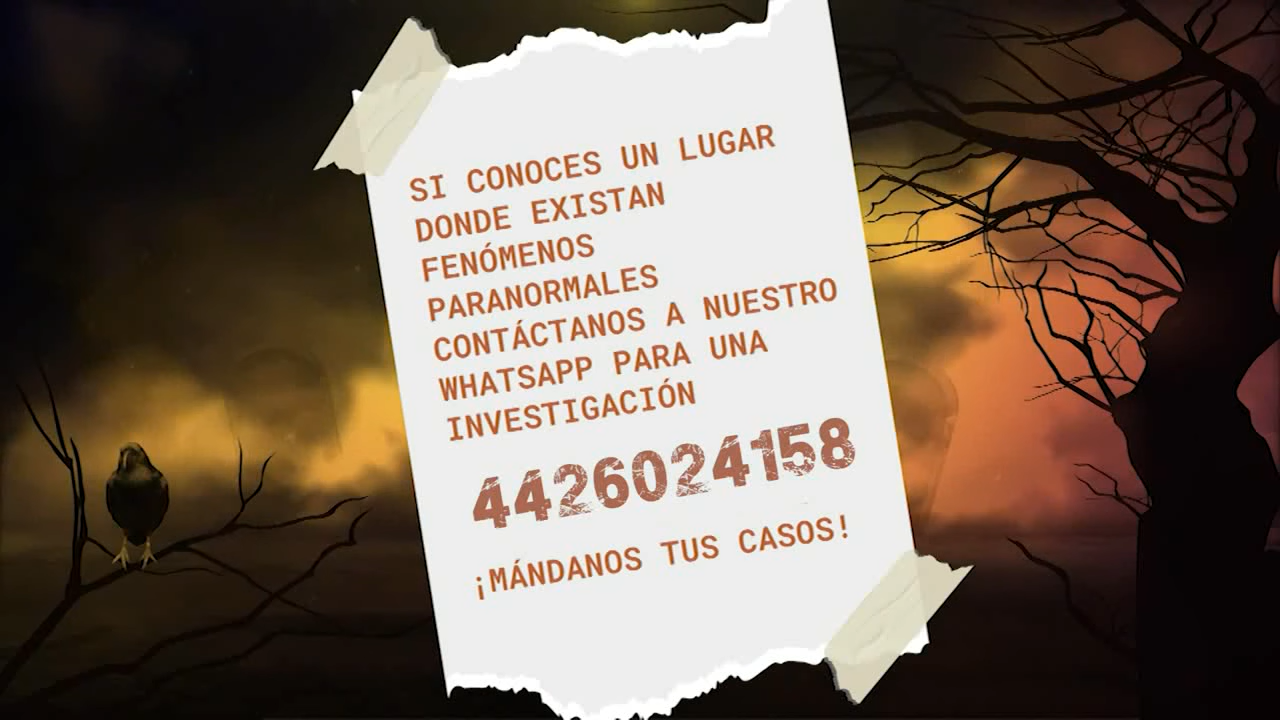 SI CONOCES UN LUGAR
DONDE EXISTAN
FENÓMENOS
PARANORMALES
CONTÁCTANOS A NUESTRO
WHATSAPP PARA UNA
INVESTIGACIÓN
4426024158
¡MÁNDANOS TUS CASOS!